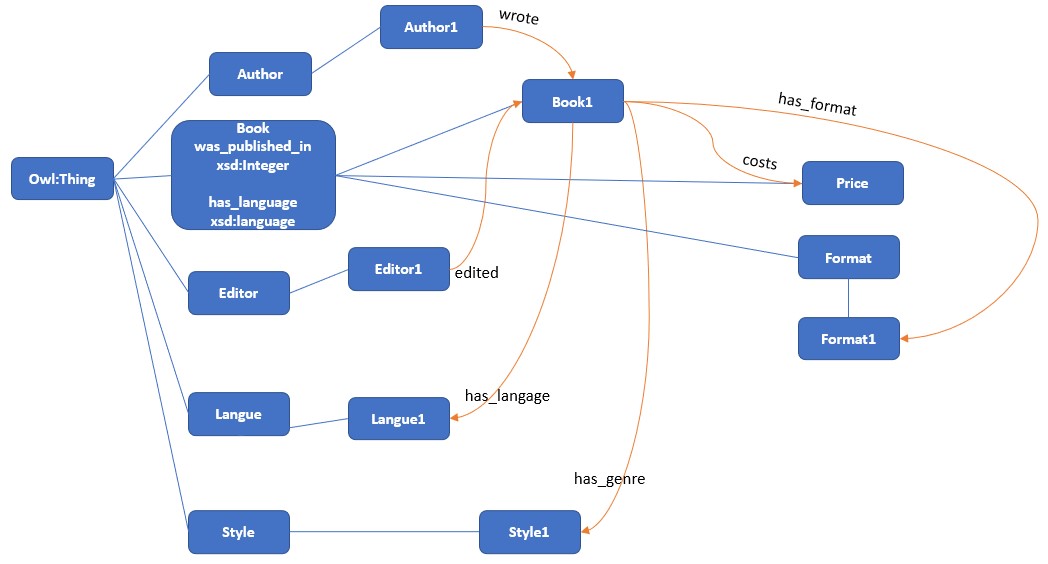 Author1
wrote
Author
Book1
has_format
Book
was_published_in
xsd:Integer
has_language
xsd:language
costs
Owl:Thing
Price
Format
Editor1
edited
Editor
Format1
has_langage
Langue
Langue1
has_genre
Style
Style1